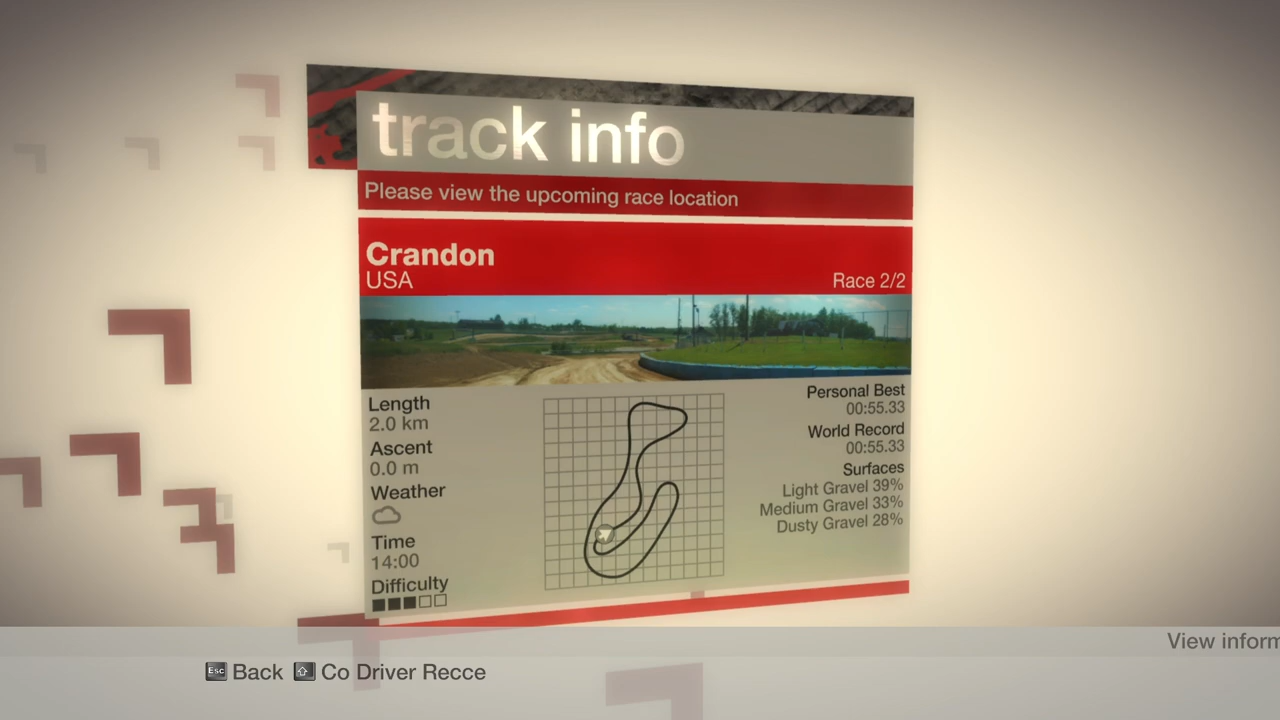 track info
Please view the upcoming race location
Crandon
USA
Race 2/2
Length
2.0 km
Ascent
0.0 m
Weather
Time
14:00
Difficulty
Personal Best
00:55.33
World Record
00:55.33
Surfaces
Light Gravel 39%
Medium Gravel 33%
Dusty Gravel 28%
View inform
Esc Back Co Driver Recce